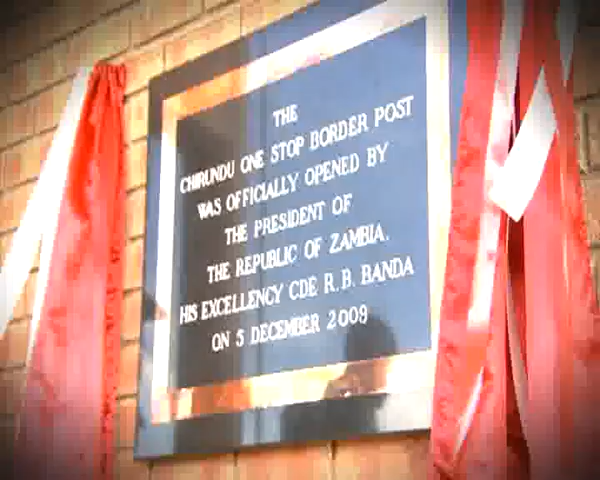 THE
CHIRUNDU ONE STOP BORDER POST
WAS OFFICIALLY OPENED BY
THE PRESIDENT OF
THE REPUBLIC OF ZAMBIA,
HIS EXCELLENCY CDE R. B. BANDA
ON 5 DECEMBER 2009